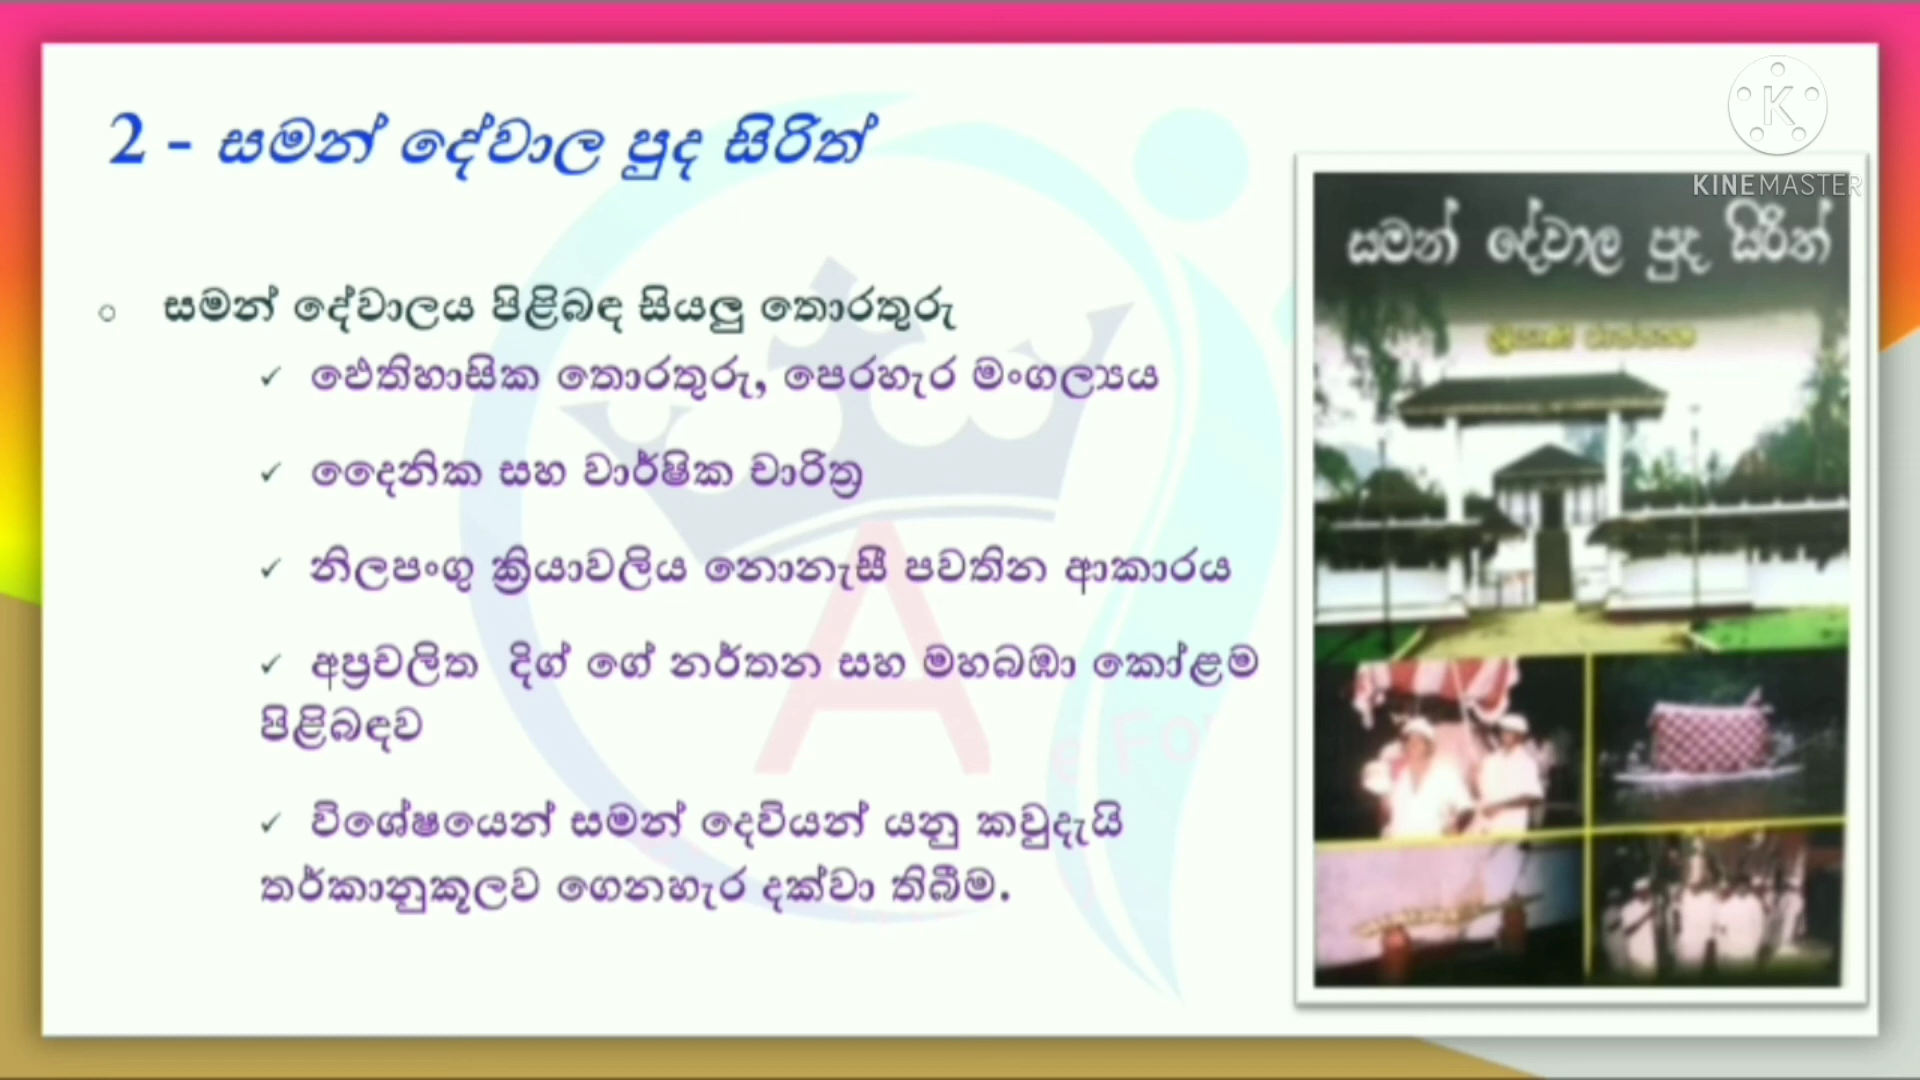 2 - සමන් දේවාල පුද සිරිත්
සමන් දේවාලය පිළිබඳ සියලු තොරතුරු
ඓතිහාසික තොරතුරු, පෙරහැර මංගල්‍යය
දෛනික සහ වාර්ෂික චාරිත්‍ර
නිලපංගු ක්‍රියාවලිය නොනැසී පවතින ආකාරය
අප්‍රචලිත දිග් ගේ නර්තන සහ මහබඹා කෝළම
පිළිබඳව
විශේෂයෙන් සමන් දෙවියන් යනු කවුදැයි
තර්කානුකූලව ගෙනහැර දක්වා තිබීම.
K
KINEMASTER
සමන් දේවාල පුද සිරිත්
A